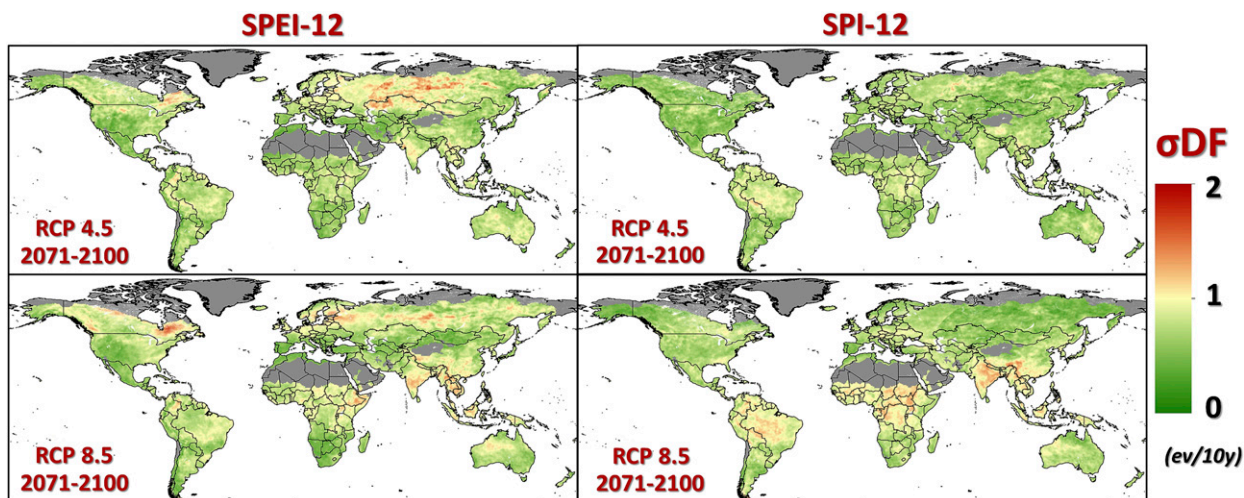 SPEI-12
SPI-12
RCP 4.5
2071-2100
RCP 4.5
2071-2100
RCP 8.5
2071-2100
RCP 8.5
2071-2100
σDF
2
1
0
(ev/10y)